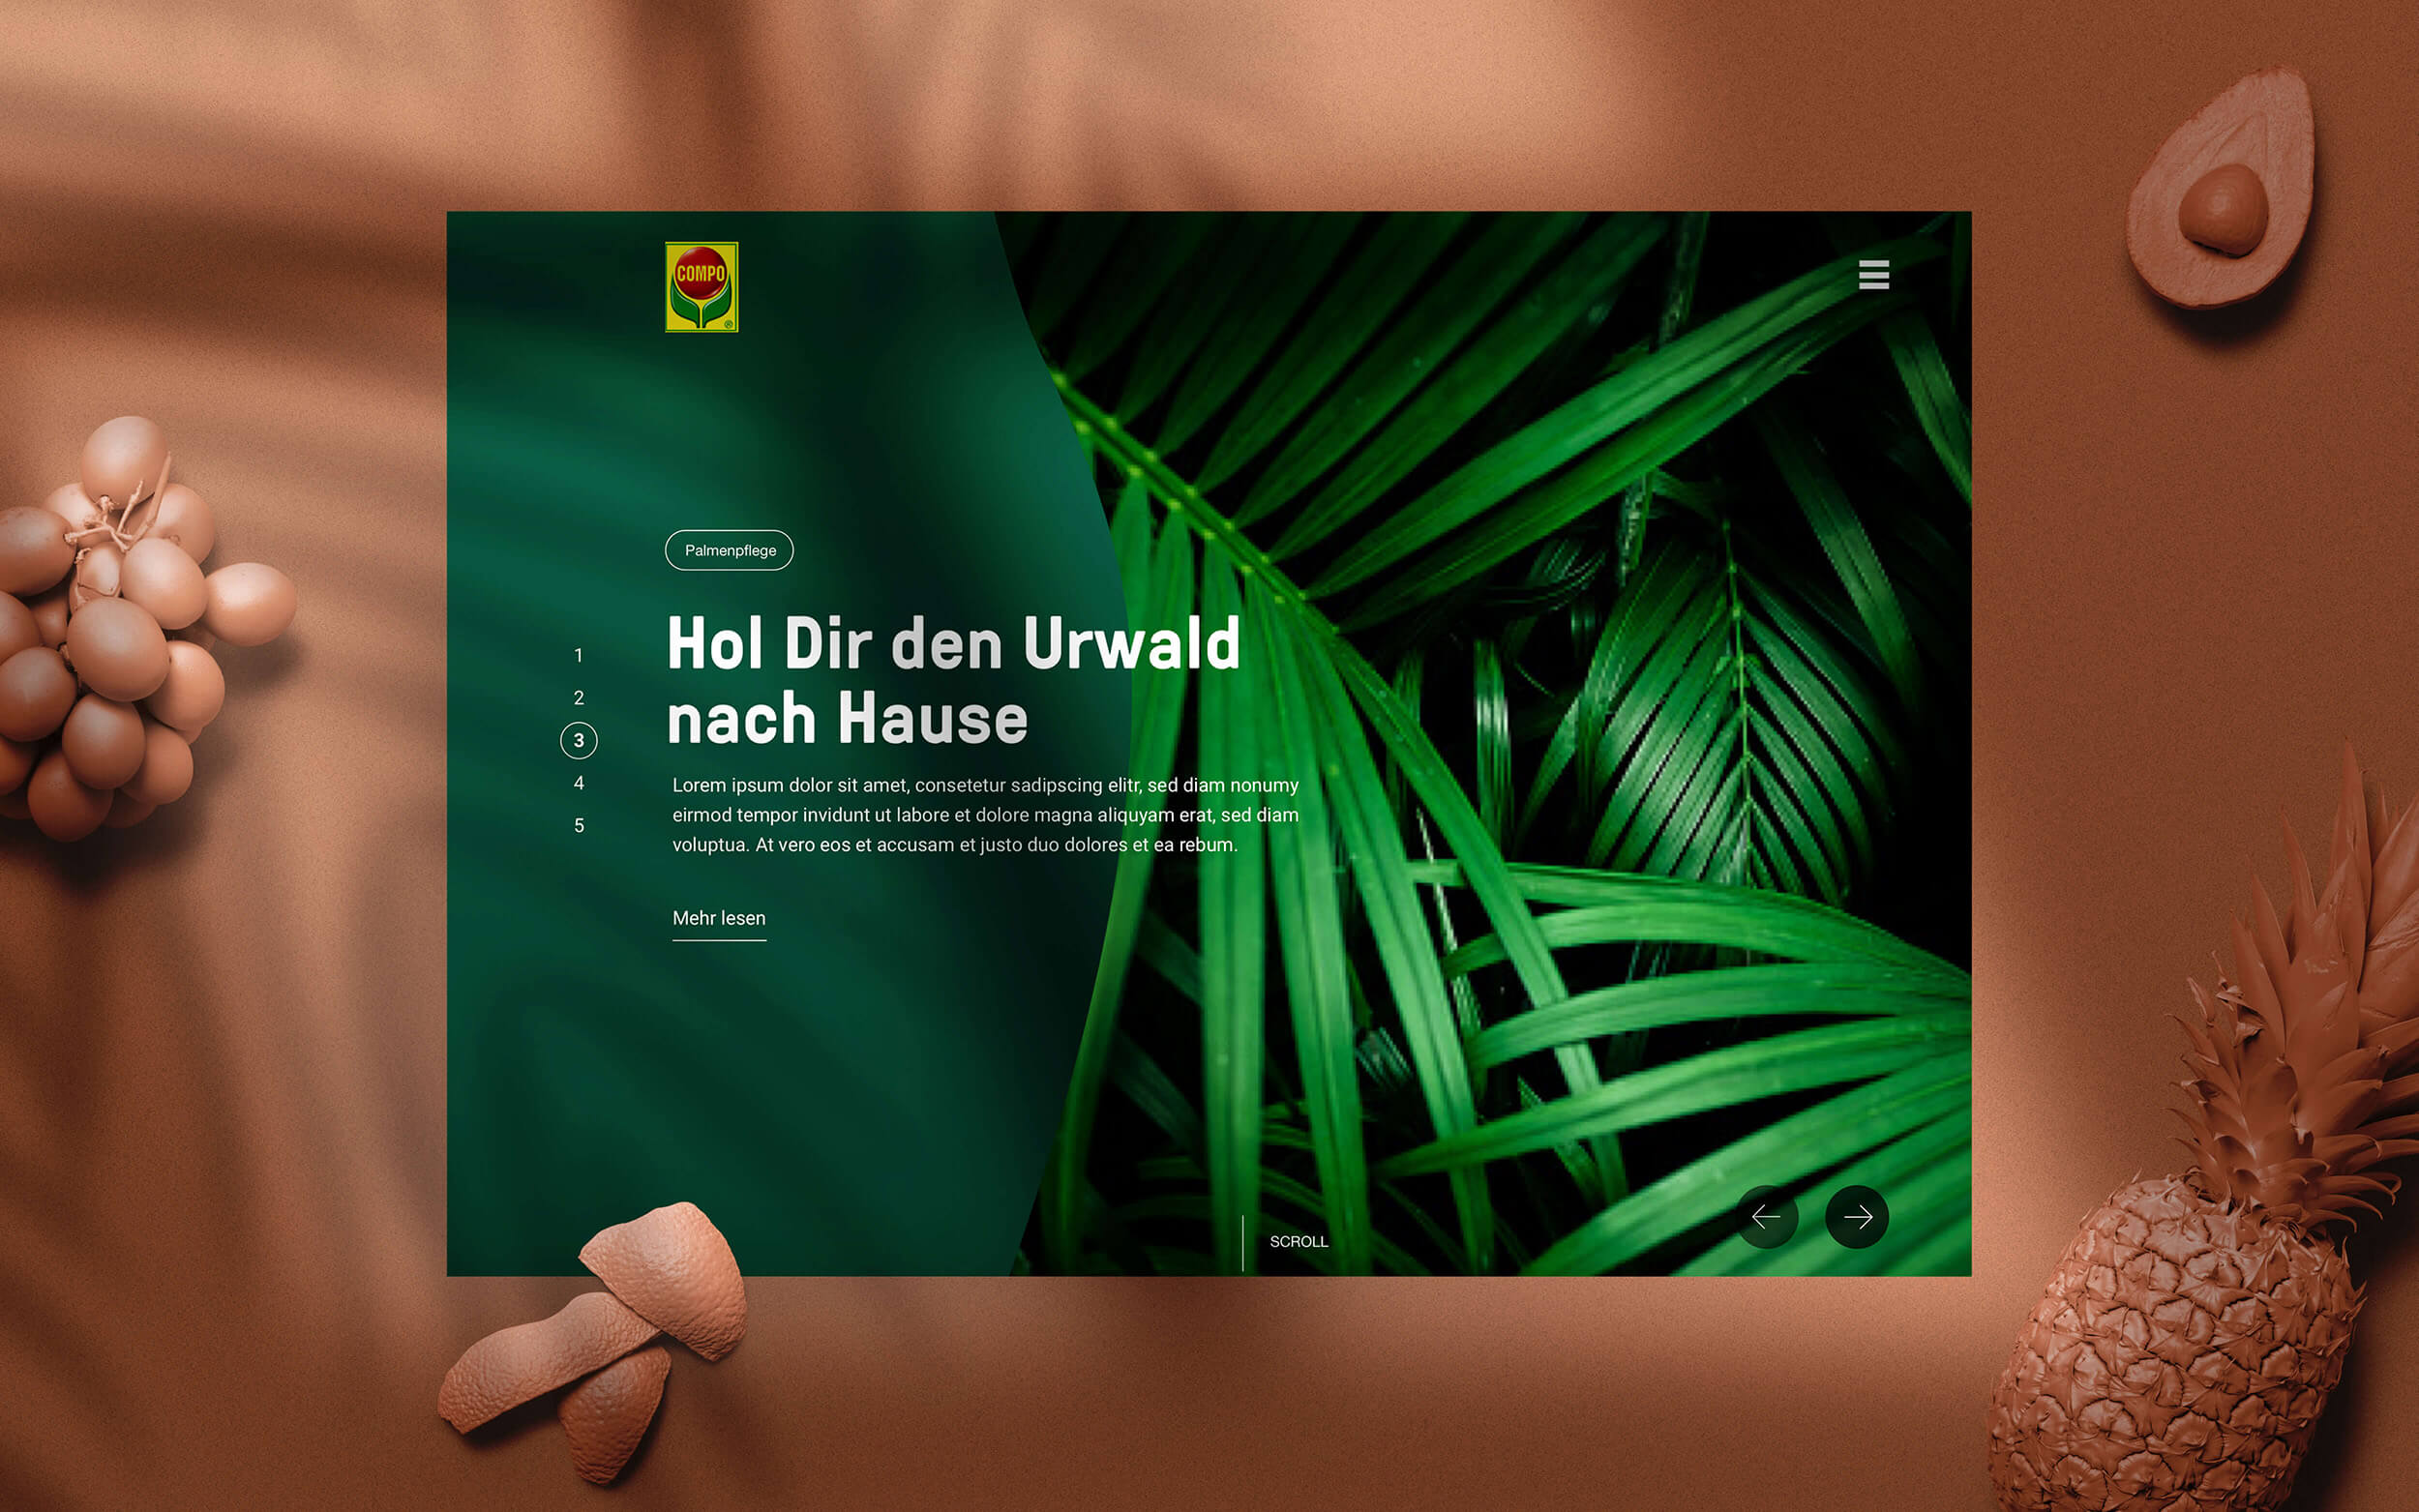 COMPO
®
Palmenpflege
Hol Dir den Urwald
nach Hause
1
2
3
4
5
Lorem ipsum dolor sit amet, consetetur sadipscing elitr, sed diam nonumy
eirmod tempor invidunt ut labore et dolore magna aliquyam erat, sed diam
voluptua. At vero eos et accusam et justo duo dolores et ea rebum.
Mehr lesen
SCROLL